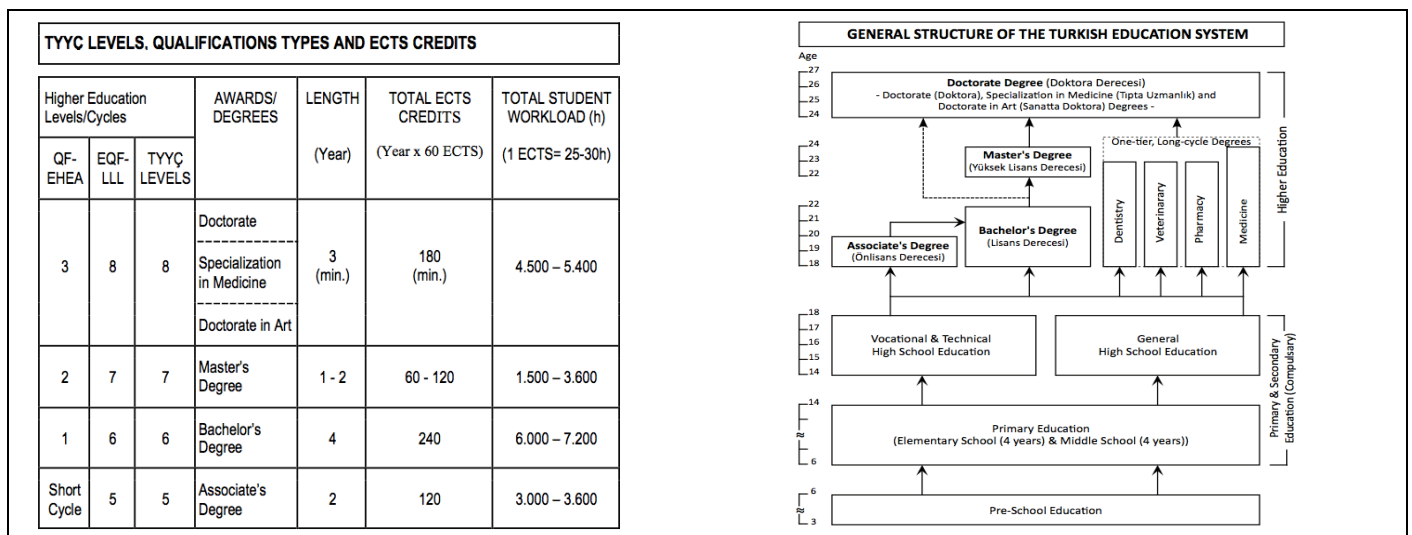 TYYÇ LEVELS, QUALIFICATIONS TYPES AND ECTS CREDITS
Higher Education Levels/Cycles
AWARDS/ DEGREES
LENGTH
(Year)
TOTAL ECTS CREDITS
(Year x 60 ECTS)
TOTAL STUDENT WORKLOAD (h)
(1 ECTS= 25-30h)
QF-EHEA
EQF-LLL
TYYÇ LEVELS
3
8
8
Doctorate
Specialization in Medicine
Doctorate in Art
3 (min.)
180 (min.)
4.500 – 5.400
2
7
7
Master's Degree
1 - 2
60 - 120
1.500 – 3.600
1
6
6
Bachelor's Degree
4
240
6.000 – 7.200
Short Cycle
5
5
Associate's Degree
2
120
3.000 – 3.600
GENERAL STRUCTURE OF THE TURKISH EDUCATION SYSTEM
Age
27
26
25
24
Doctorate Degree (Doktora Derecesi)
- Doctorate (Doktora), Specialization in Medicine (Tıpta Uzmanlık) and
Doctorate in Art (Sanatta Doktora) Degrees -
24
23
22
Master's Degree
(Yüksek Lisans Derecesi)
One-tier, Long-cycle Degrees
Dentistry
Veterinarary
Pharmacy
Medicine
Higher Education
22
21
20
19
18
Bachelor's Degree
(Lisans Derecesi)
Associate's Degree
(Önlisans Derecesi)
18
17
16
15
14
Vocational & Technical
High School Education
General
High School Education
Primary & Secondary
Education (Compulsary)
14
≈
6
Primary Education
(Elementary School (4 years) & Middle School (4 years))
6
≈
3
Pre-School Education